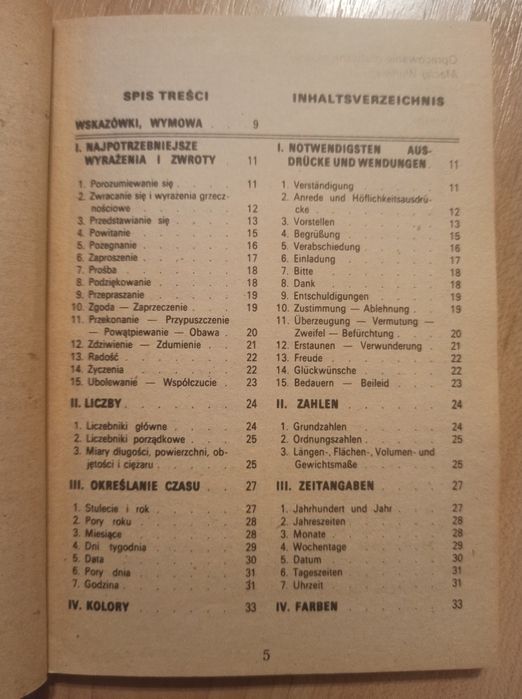 SPIS TREŚCI
WSKAZÓWKI, WYMOWA . . . 9
I. NAJPOTRZEBNIEJSZE
WYRAŻENIA I ZWROTY . 11
1. Porozumiewanie się . . . . 11
2. Zwracanie się i wyrażenia grzecz-
nościowe . . . . . . 12
3. Przedstawianie się . . . . 13
4. Powitanie . . . . . . 15
5. Pożegnanie . . . . . . 16
6. Zaproszenie . . . . . . 17
7. Prośba . . . . . . 18
8. Podziękowanie . . . . . 18
9. Przepraszanie . . . . . 19
10. Zgoda — Zaprzeczenie . . . 19
11. Przekonanie — Przypuszczenie
— Powątpiewanie — Obawa . 20
12. Zdziwienie — Zdumienie . . 21
13. Radość . . . . . . 22
14. Życzenia . . . . . . 22
15. Ubolewanie — Współczucie . 23
II. LICZBY . . . . . . 24
1. Liczebniki główne . . . . 24
2. Liczebniki porządkowe . . . 25
3. Miary długości, powierzchni, ob-
jętości i ciężaru . . . . . 25
III. OKREŚLANIE CZASU . . 27
1. Stulecie i rok . . . . . 27
2. Pory roku . . . . . . 28
3. Miesiące . . . . . . 28
4. Dni tygodnia . . . . . 29
5. Data . . . . . . 30
6. Pory dnia . . . . . . 31
7. Godzina . . . . . . 31
IV. KOLORY . . . . . . 33
INHALTSVERZEICHNIS
I. NOTWENDIGSTEN AUS-
DRÜCKE UND WENDUNGEN . 11
1. Verständigung . . . . . 11
2. Anrede und Höflichkeitsausdrü-
cke . . . . . . . 12
3. Vorstellen . . . . . . 13
4. Begrüßung . . . . . . 15
5. Verabschiedung . . . . . 16
6. Einladung . . . . . . 17
7. Bitte . . . . . . . 18
8. Dank . . . . . . . 18
9. Entschuldigungen . . . . 19
10. Zustimmung — Ablehnung . . 19
11. Überzeugung — Vermutung —
Zweifel — Befürchtung . . . 20
12. Erstaunen — Verwunderung . 21
13. Freude . . . . . . 22
14. Glückwünsche . . . . . 22
15. Bedauern — Beileid . . . 23
II. ZAHLEN . . . . . . 24
1. Grundzahlen . . . . . 24
2. Ordnungszahlen . . . . . 25
3. Längen-, Flächen-, Volumen- und
Gewichtsmaße . . . . . 25
III. ZEITANGABEN . . . . 27
1. Jahrhundert und Jahr . . . 27
2. Jahreszeiten . . . . . 28
3. Monate . . . . . . 28
4. Wochentage . . . . . 29
5. Datum . . . . . . 30
6. Tageszeiten . . . . . 31
7. Uhrzeit . . . . . . 31
IV. FARBEN . . . . . . 33
5